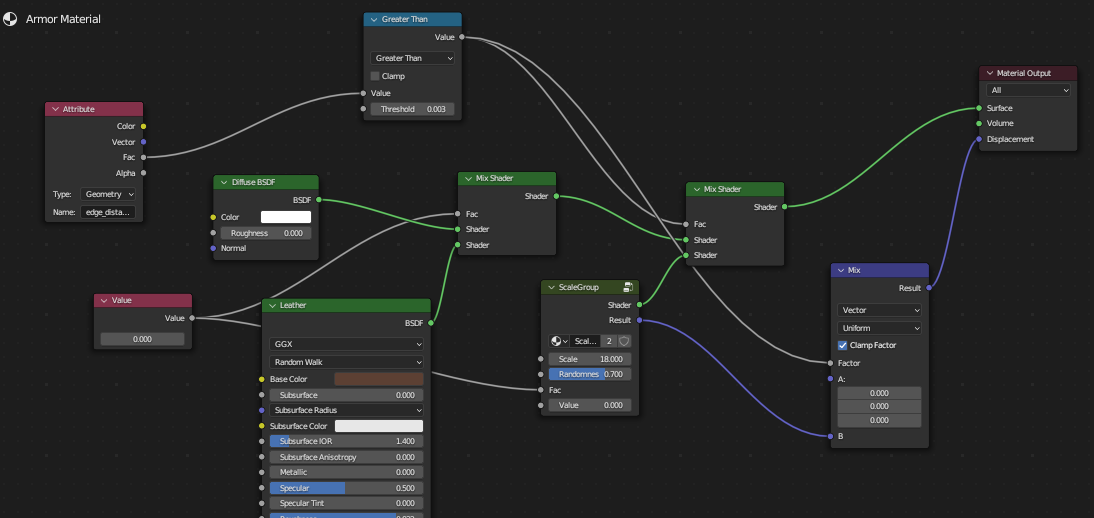 Armor Material
Greater Than
Value
Greater Than
Clamp
Value
Threshold 0.003
Attribute
Color
Vector
Fac
Alpha
Type: Geometry
Name: edge_dista...
Diffuse BSDF
BSDF
Color
Roughness 0.000
Normal
Value
Value
0.000
Leather
BSDF
GGX
Random Walk
Base Color
Subsurface 0.000
Subsurface Radius
Subsurface Color
Subsurface IOR 1.400
Subsurface Anisotropy 0.000
Metallic 0.000
Specular 0.500
Specular Tint 0.000
Mix Shader
Shader
Fac
Shader
Shader
ScaleGroup
Shader
Result
Scal... 2
Scale 18.000
Randomnes 0.700
Fac
Value 0.000
Mix Shader
Shader
Fac
Shader
Shader
Mix
Result
Vector
Uniform
Clamp Factor
Factor
A:
0.000
0.000
0.000
B
Material Output
All
Surface
Volume
Displacement